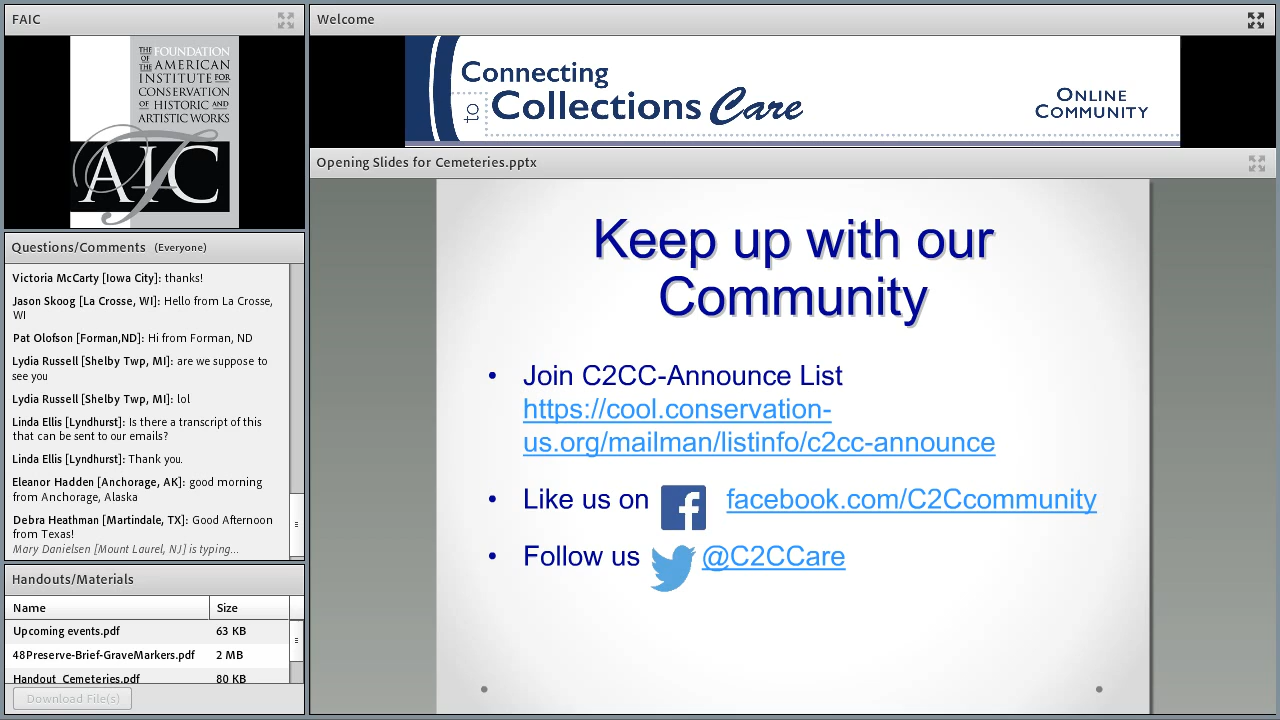 FAIC
THE FOUNDATION
OF THE AMERICAN
INSTITUTE FOR
CONSERVATION
OF HISTORIC AND
ARTISTIC WORKS
AIC
Welcome
Connecting
to Collections Care
ONLINE
COMMUNITY
Questions/Comments (Everyone)
Victoria McCarty [Iowa City]: thanks!
Jason Skoog [La Crosse, WI]: Hello from La Crosse,
WI
Pat Olofson [Forman,ND]: Hi from Forman, ND
Lydia Russell [Shelby Twp, MI]: are we suppose to
see you
Lydia Russell [Shelby Twp, MI]: lol
Linda Ellis [Lyndhurst]: Is there a transcript of this
that can be sent to our emails?
Linda Ellis [Lyndhurst]: Thank you.
Eleanor Hadden [Anchorage, AK]: good morning
from Anchorage, Alaska
Debra Heathman [Martindale, TX]: Good Afternoon
from Texas!
Mary Danielsen [Mount Laurel, NJ] is typing...
Handouts/Materials
Name Size
Upcoming events.pdf 63 KB
48Preserve-Brief-GraveMarkers.pdf 2 MB
Handout_Cemeteries.pdf 80 KB
Download File(s)
Opening Slides for Cemeteries.pptx
Keep up with our
Community
• Join C2CC-Announce List
https://cool.conservation-
us.org/mailman/listinfo/c2cc-announce
• Like us on f facebook.com/C2Ccommunity
• Follow us @C2CCare